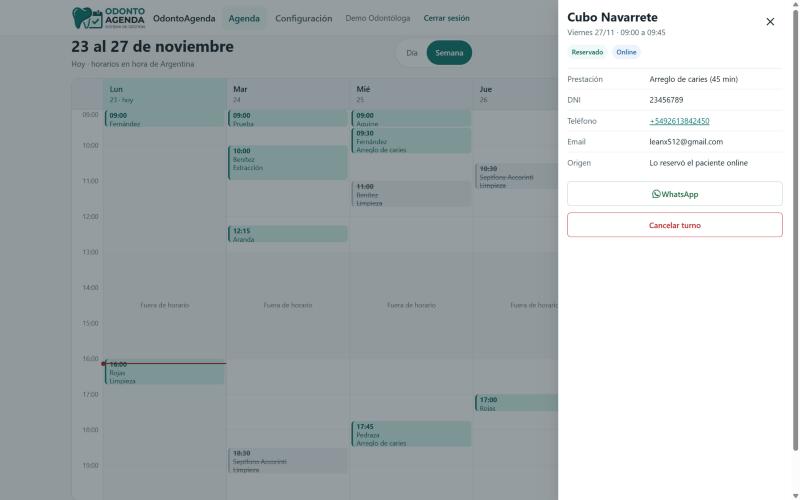 ODONTO
AGENDA
SISTEMA DE GESTIÓN
OdontoAgenda
Agenda
Configuración
Demo Odontóloga
Cerrar sesión
23 al 27 de noviembre
Hoy · horarios en hora de Argentina
Día
Semana
Lun
23 · hoy
Mar
24
Mié
25
Jue
26
09:00
10:00
11:00
12:00
13:00
14:00
15:00
16:00
17:00
18:00
19:00
09:00
Fernández
Fuera de horario
16:00
Rojas
Limpieza
09:00
Prueba
10:00
Benítez
Extracción
12:15
Aranda
Fuera de horario
18:30
Septfons Accorinti
Limpieza
09:00
Aguirre
09:30
Fernández
Arreglo de caries
11:00
Benítez
Limpieza
Fuera de horario
17:45
Pedraza
Arreglo de caries
10:30
Septfons Accorinti
Limpieza
Fuera de horario
17:00
Rojas
Cubo Navarrete
Viernes 27/11 · 09:00 a 09:45
Reservado
Online
Prestación Arreglo de caries (45 min)
DNI 23456789
Teléfono +5492613842450
Email leanx512@gmail.com
Origen Lo reservó el paciente online
WhatsApp
Cancelar turno